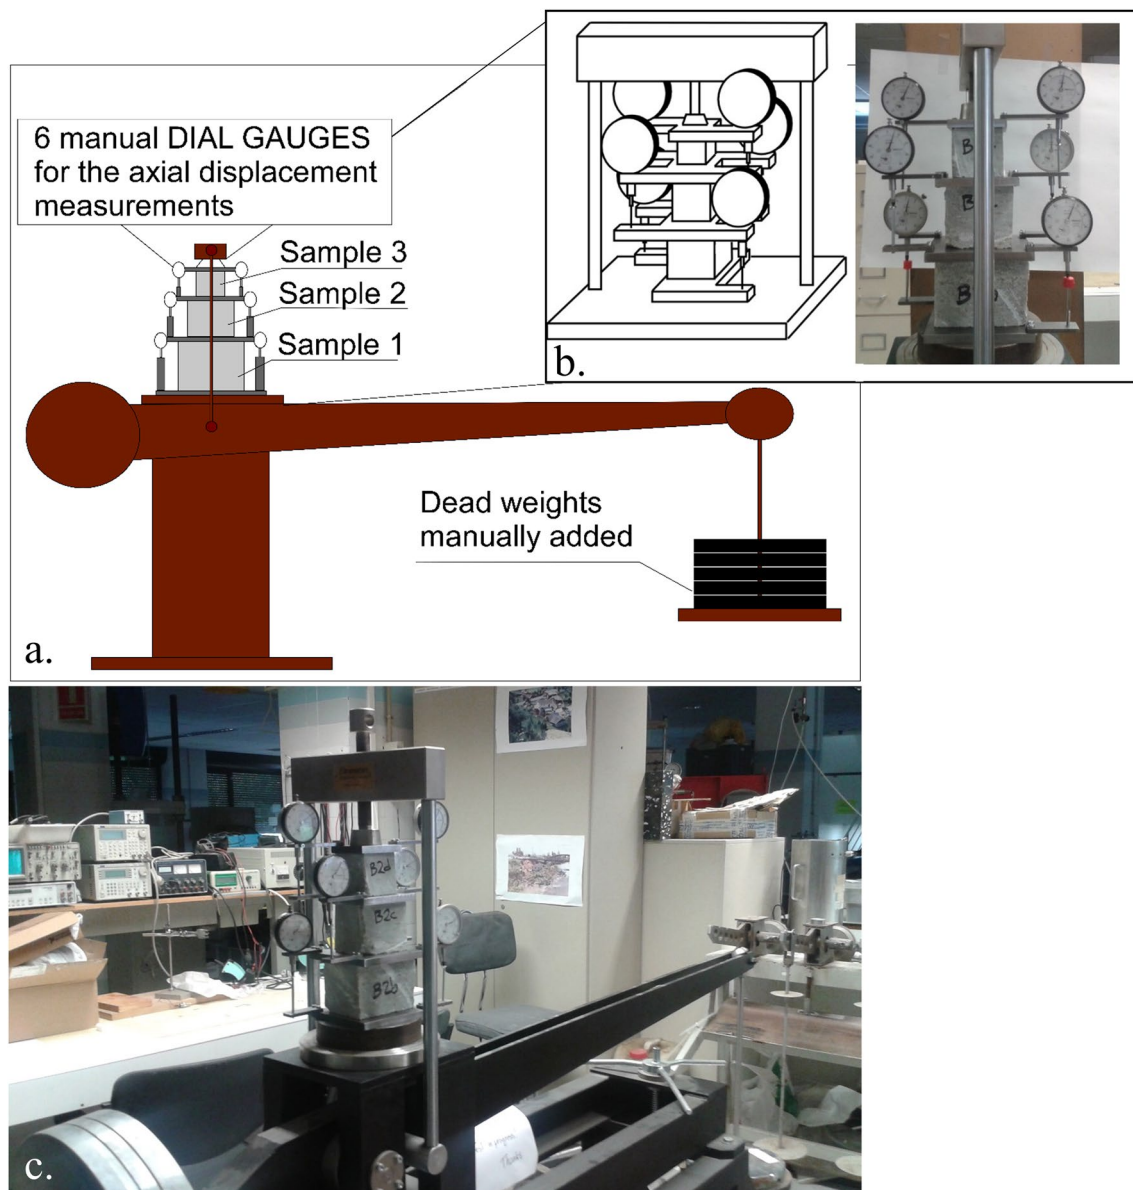 6 manual DIAL GAUGES
for the axial displacement
measurements
Sample 3
Sample 2
Sample 1
Dead weights
manually added
a.
b.
B2d
B2c
B2b
c.